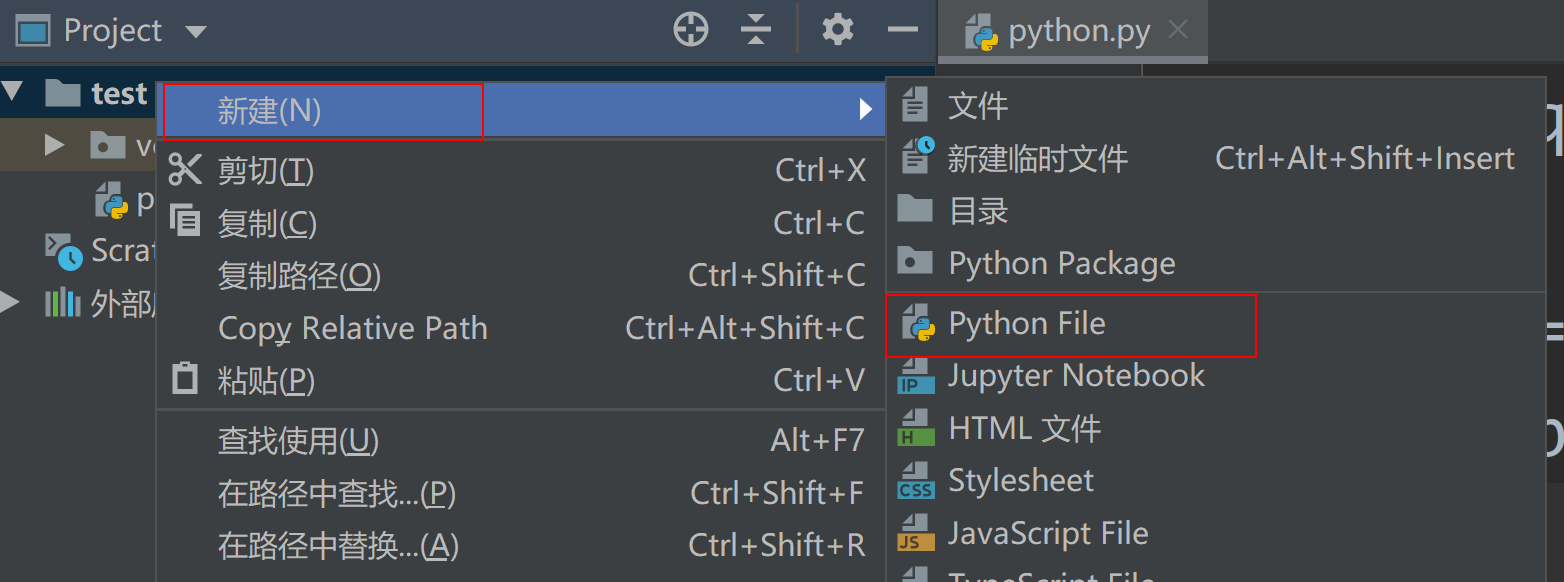 Project
python.py
test
新建(N)
剪切(T) Ctrl+X
复制(C) Ctrl+C
复制路径(O) Ctrl+Shift+C
Copy Relative Path Ctrl+Alt+Shift+C
粘贴(P) Ctrl+V
查找使用(U) Alt+F7
在路径中查找...(P) Ctrl+Shift+F
在路径中替换...(A) Ctrl+Shift+R
文件
新建临时文件 Ctrl+Alt+Shift+Insert
目录
Python Package
Python File
IP Jupyter Notebook
H HTML 文件
CSS Stylesheet
JS JavaScript File
TypeScript File
Scrat
外部